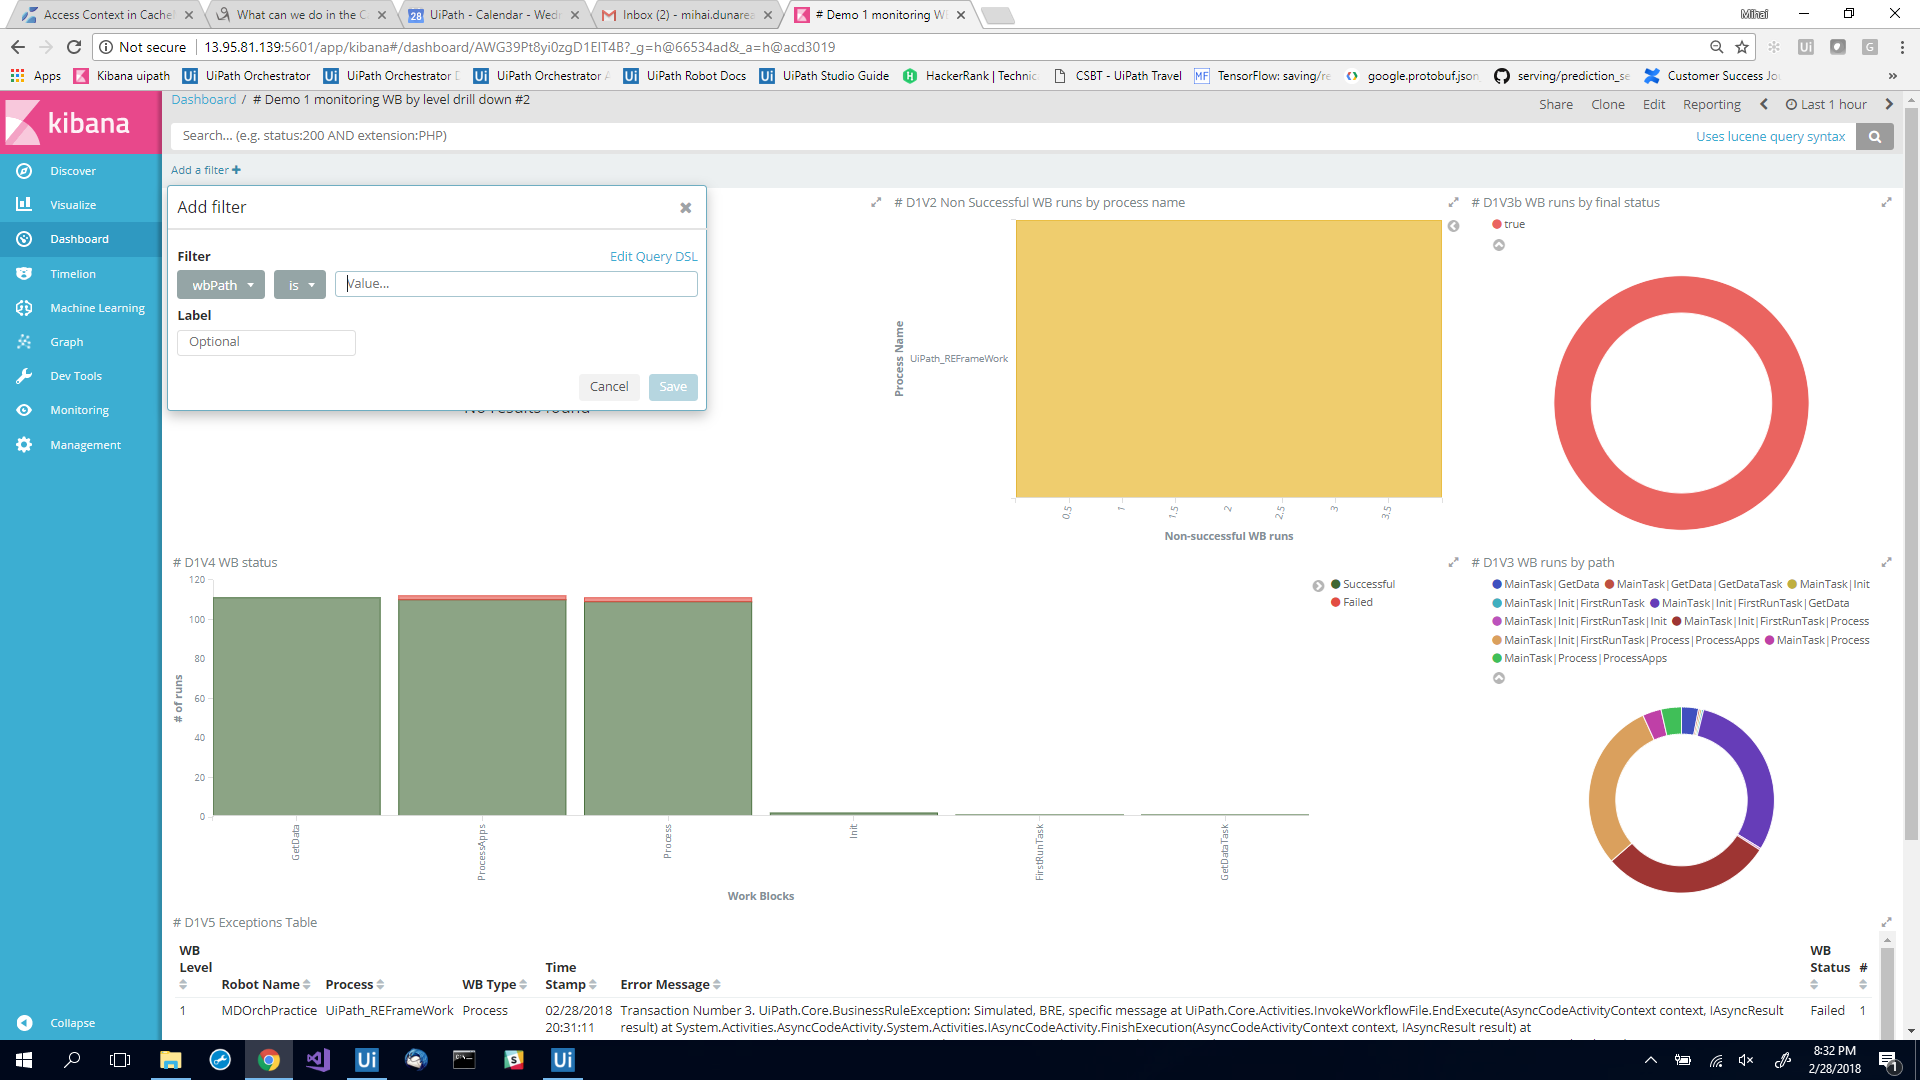 Access Context in CacheM
What can we do in the Ca
28 UiPath - Calendar - Wedn
Inbox (2) - mihai.dunarea
# Demo 1 monitoring WB
Mihai
Not secure
13.95.81.139:5601/app/kibana#/dashboard/AWG39Pt8yi0zgD1EIT4B?_g=h@66534ad&_a=h@acd3019
Apps
Kibana uipath
UiPath Orchestrator
UiPath Orchestrator D
UiPath Orchestrator A
UiPath Robot Docs
UiPath Studio Guide
HackerRank | Technic
CSBT - UiPath Travel
MF TensorFlow: saving/re
google.protobuf.json
serving/prediction_se
Customer Success Jou
»
kibana
Discover
Visualize
Dashboard
Timelion
Machine Learning
Graph
Dev Tools
Monitoring
Management
Collapse
Dashboard / # Demo 1 monitoring WB by level drill down #2
Share Clone Edit Reporting Last 1 hour
Search... (e.g. status:200 AND extension:PHP)
Uses lucene query syntax
Add a filter +
Add filter
Filter
Edit Query DSL
wbPath
is
Value...
Label
Optional
Cancel
Save
No results found
# D1V2 Non Successful WB runs by process name
Process Name
UiPath_REFrameWork
0.5 1 1.5 2 2.5 3 3.5
Non-successful WB runs
# D1V3b WB runs by final status
true
# D1V4 WB status
Successful
Failed
# of runs
120
100
80
60
40
20
0
GetData
ProcessApps
Process
Init
FirstRunTask
GetDataTask
Work Blocks
# D1V3 WB runs by path
MainTask|GetData MainTask|GetData|GetDataTask MainTask|Init
MainTask|Init|FirstRunTask MainTask|Init|FirstRunTask|GetData
MainTask|Init|FirstRunTask|Init MainTask|Init|FirstRunTask|Process
MainTask|Init|FirstRunTask|Process|ProcessApps MainTask|Process
MainTask|Process|ProcessApps
# D1V5 Exceptions Table
WB Level
Robot Name
Process
WB Type
Time Stamp
Error Message
WB Status
#
1 MDOrchPractice UiPath_REFrameWork Process 02/28/2018 Transaction Number 3. UiPath.Core.BusinessRuleException: Simulated, BRE, specific message at UiPath.Core.Activities.InvokeWorkflowFile.EndExecute(AsyncCodeActivityContext context, IAsyncResult Failed 1
20:31:11 result) at System.Activities.AsyncCodeActivity.System.Activities.IAsyncCodeActivity.FinishExecution(AsyncCodeActivityContext context, IAsyncResult result) at
8:32 PM
2/28/2018
1